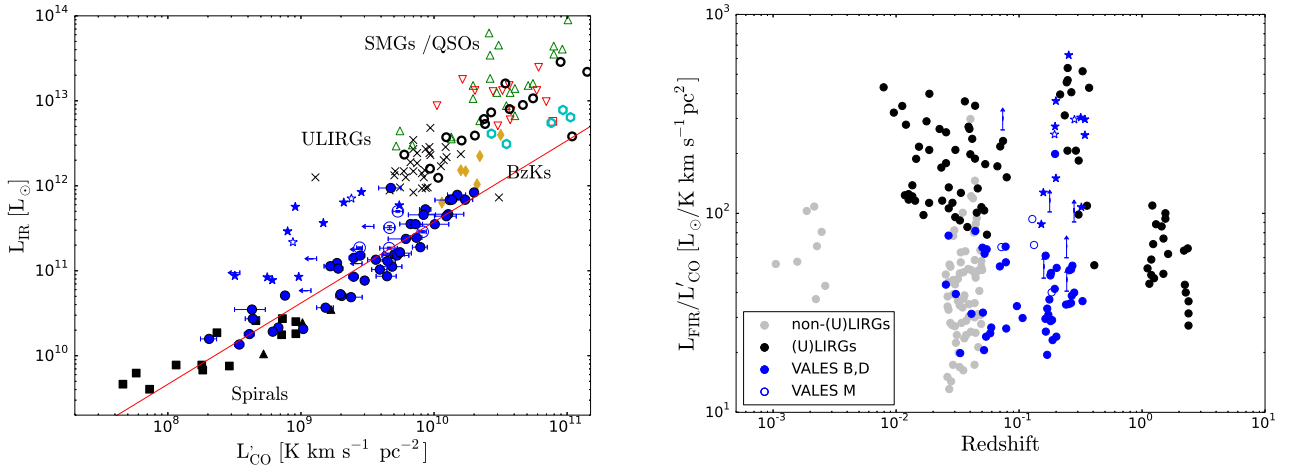 10^14
10^13
10^12
10^11
10^10
L_IR [L_⊙]
SMGs /QSOs
ULIRGs
BzKs
Spirals
10^8
10^9
10^10
10^11
L'_CO [K km s^−1 pc^−2]
10^3
10^2
10^1
L_FIR/L'_CO [L_⊙/K km s^−1 pc^2]
non-(U)LIRGs
(U)LIRGs
VALES B,D
VALES M
10^-3
10^-2
10^-1
10^0
10^1
Redshift